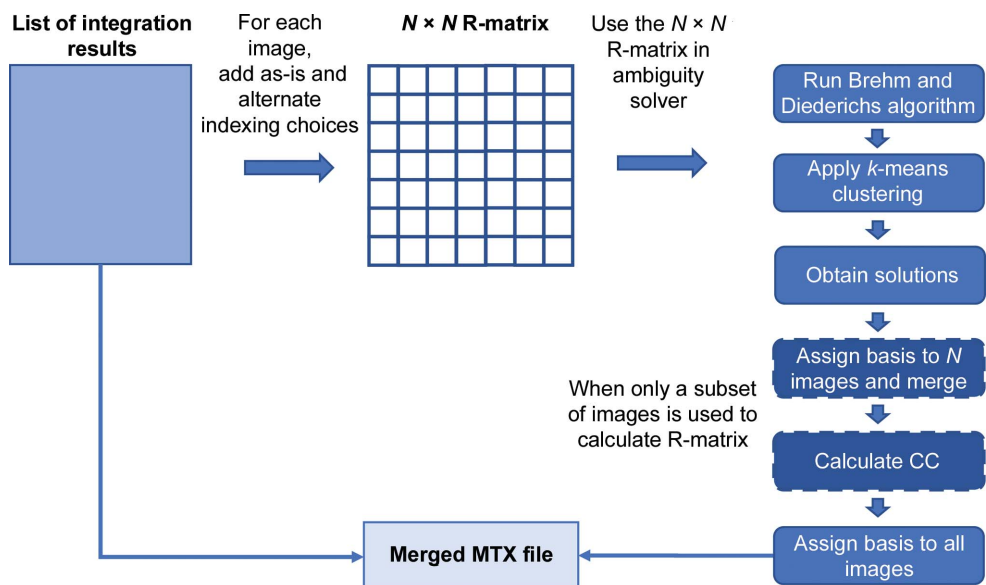 List of integration
results
For each
image,
add as-is and
alternate
indexing choices
N × N R-matrix
Use the N × N
R-matrix in
ambiguity
solver
Run Brehm and
Diederichs algorithm
Apply k-means
clustering
Obtain solutions
Assign basis to N
images and merge
When only a subset
of images is used to
calculate R-matrix
Calculate CC
Assign basis to all
images
Merged MTX file